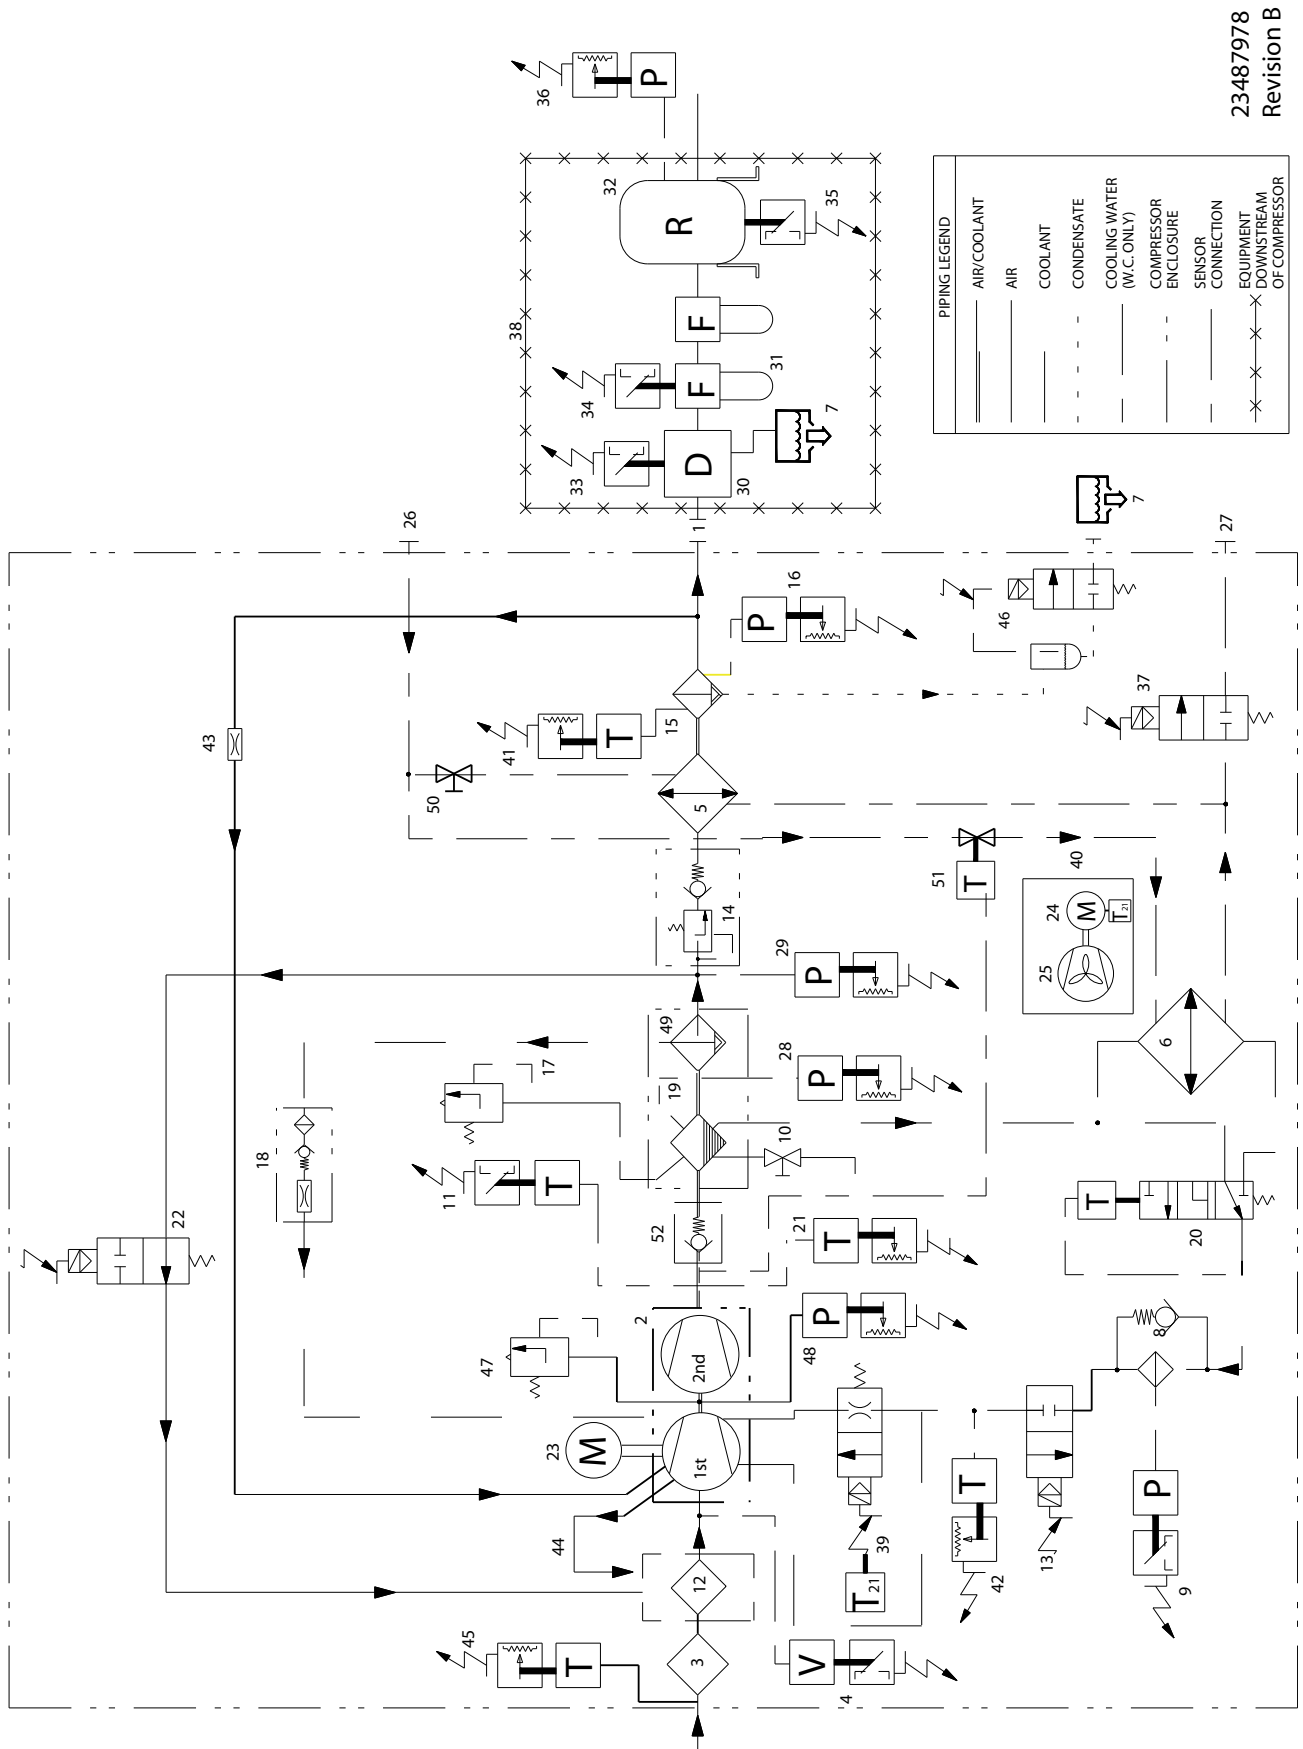 22
43
18
26
50
11
T
45
T
47
41
T
38
36
P
17
23
M
44
33
34
32
2
52
19
49
15
3
12
1st
2nd
5
1
D
F
F
R
14
30
31
16
P
10
29
P
28
P
21
T
48
P
35
7
4
V
39
T 21
42
T
51
T
46
13
9
P
8
20
T
6
25
24
M
T 21
40
37
7
27
PIPING LEGEND
AIR/COOLANT
AIR
COOLANT
CONDENSATE
COOLING WATER
(W.C. ONLY)
COMPRESSOR
ENCLOSURE
SENSOR
CONNECTION
EQUIPMENT
DOWNSTREAM
OF COMPRESSOR
23487978
Revision B